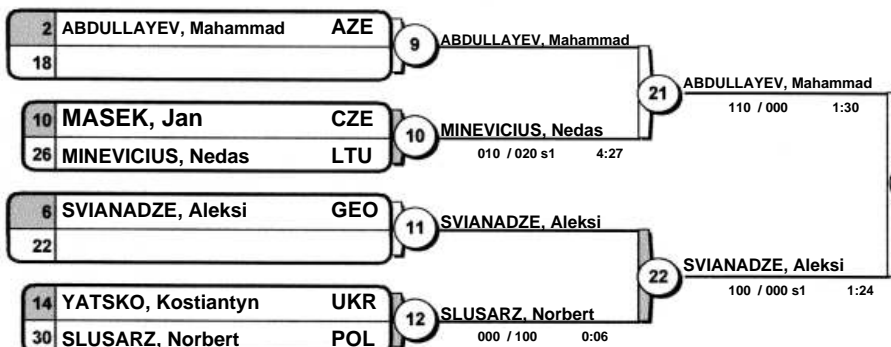 2 ABDULLAYEV, Mahammad AZE
18
9
ABDULLAYEV, Mahammad
10 MASEK, Jan CZE
26 MINEVICIUS, Nedas LTU
10
MINEVICIUS, Nedas
010 / 020 s1 4:27
21
ABDULLAYEV, Mahammad
110 / 000 1:30
6 SVIANADZE, Aleksi GEO
22
11
SVIANADZE, Aleksi
14 YATSKO, Kostiantyn UKR
30 SLUSARZ, Norbert POL
12
SLUSARZ, Norbert
000 / 100 0:06
22
SVIANADZE, Aleksi
100 / 000 s1 1:24